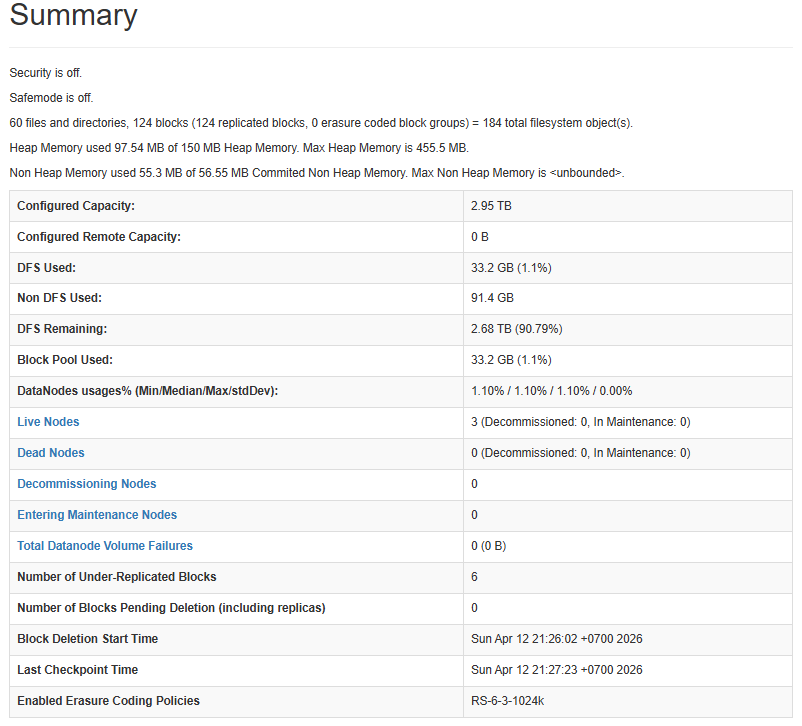 Summary
Security is off.
Safemode is off.
60 files and directories, 124 blocks (124 replicated blocks, 0 erasure coded block groups) = 184 total filesystem object(s).
Heap Memory used 97.54 MB of 150 MB Heap Memory. Max Heap Memory is 455.5 MB.
Non Heap Memory used 55.3 MB of 56.55 MB Commited Non Heap Memory. Max Non Heap Memory is <unbounded>.
Configured Capacity: 2.95 TB
Configured Remote Capacity: 0 B
DFS Used: 33.2 GB (1.1%)
Non DFS Used: 91.4 GB
DFS Remaining: 2.68 TB (90.79%)
Block Pool Used: 33.2 GB (1.1%)
DataNodes usages% (Min/Median/Max/stdDev): 1.10% / 1.10% / 1.10% / 0.00%
Live Nodes 3 (Decommissioned: 0, In Maintenance: 0)
Dead Nodes 0 (Decommissioned: 0, In Maintenance: 0)
Decommissioning Nodes 0
Entering Maintenance Nodes 0
Total Datanode Volume Failures 0 (0 B)
Number of Under-Replicated Blocks 6
Number of Blocks Pending Deletion (including replicas) 0
Block Deletion Start Time Sun Apr 12 21:26:02 +0700 2026
Last Checkpoint Time Sun Apr 12 21:27:23 +0700 2026
Enabled Erasure Coding Policies RS-6-3-1024k